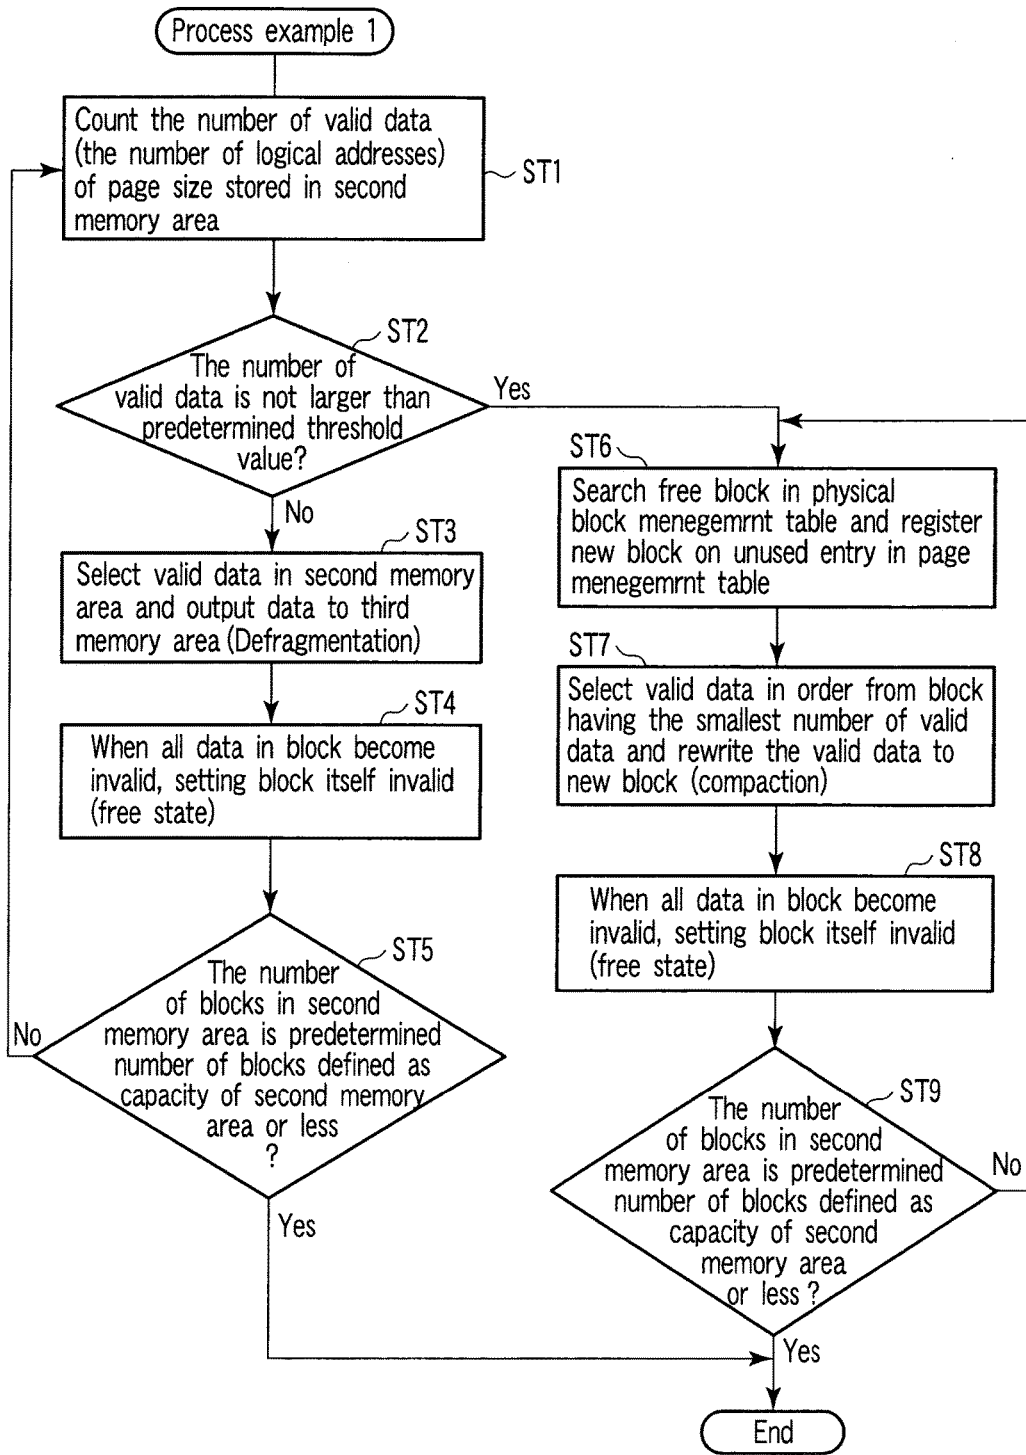 Process example 1
Count the number of valid data
(the number of logical addresses)
of page size stored in second
memory area
ST1
ST2
The number of
valid data is not larger than
predetermined threshold
value?
Yes
No
ST3
Select valid data in second memory
area and output data to third
memory area (Defragmentation)
ST4
When all data in block become
invalid, setting block itself invalid
(free state)
ST5
The number
of blocks in second
memory area is predetermined
number of blocks defined as
capacity of second memory
area or less
?
No
Yes
ST6
Search free block in physical
block menegemrnt table and register
new block on unused entry in page
menegemrnt table
ST7
Select valid data in order from block
having the smallest number of valid
data and rewrite the valid data to
new block (compaction)
ST8
When all data in block become
invalid, setting block itself invalid
(free state)
ST9
The number
of blocks in second
memory area is predetermined
number of blocks defined as
capacity of second
memory area
or less ?
No
Yes
End